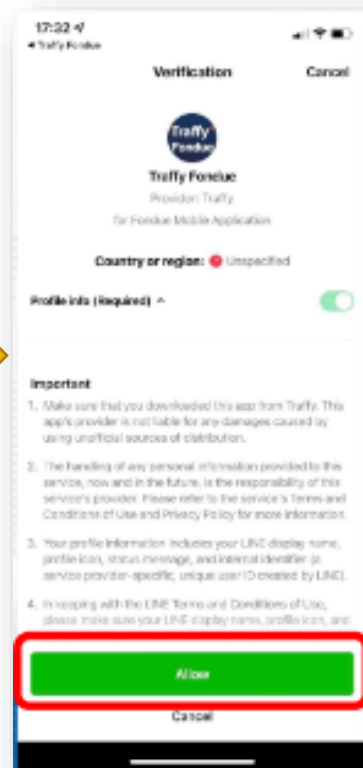 17:32
◄ Traffy Fondue
Verification
Cancel
Traffy
Fondue
Traffy Fondue
Provider: Traffy
for Fondue Mobile Application
Country or region: Unspecified
Profile info (Required)
Important
1. Make sure that you downloaded this app from Traffy. This
app's provider is not liable for any damages caused by
using unofficial sources of distribution.
2. The handling of any personal information provided to this
service, now and in the future, is the responsibility of this
service's provider. Please refer to the service's Terms and
Conditions of Use and Privacy Policy for more information.
3. Your profile information includes your LINE display name,
profile icon, status message, and internal identifier (a
service provider-specific, unique user ID created by LINE).
4. In keeping with the LINE Terms and Conditions of Use,
please make sure your LINE display name, profile icon, and
Allow
Cancel